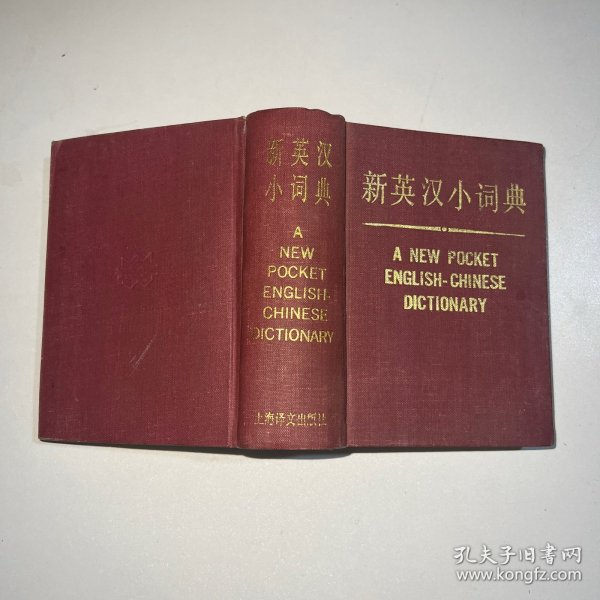 新英汉
小词典
A
NEW
POCKET
ENGLISH-
CHINESE
DICTIONARY
上海译文出版社
新英汉小词典
A NEW POCKET
ENGLISH-CHINESE
DICTIONARY
孔夫子旧书网
www.kongfz.com